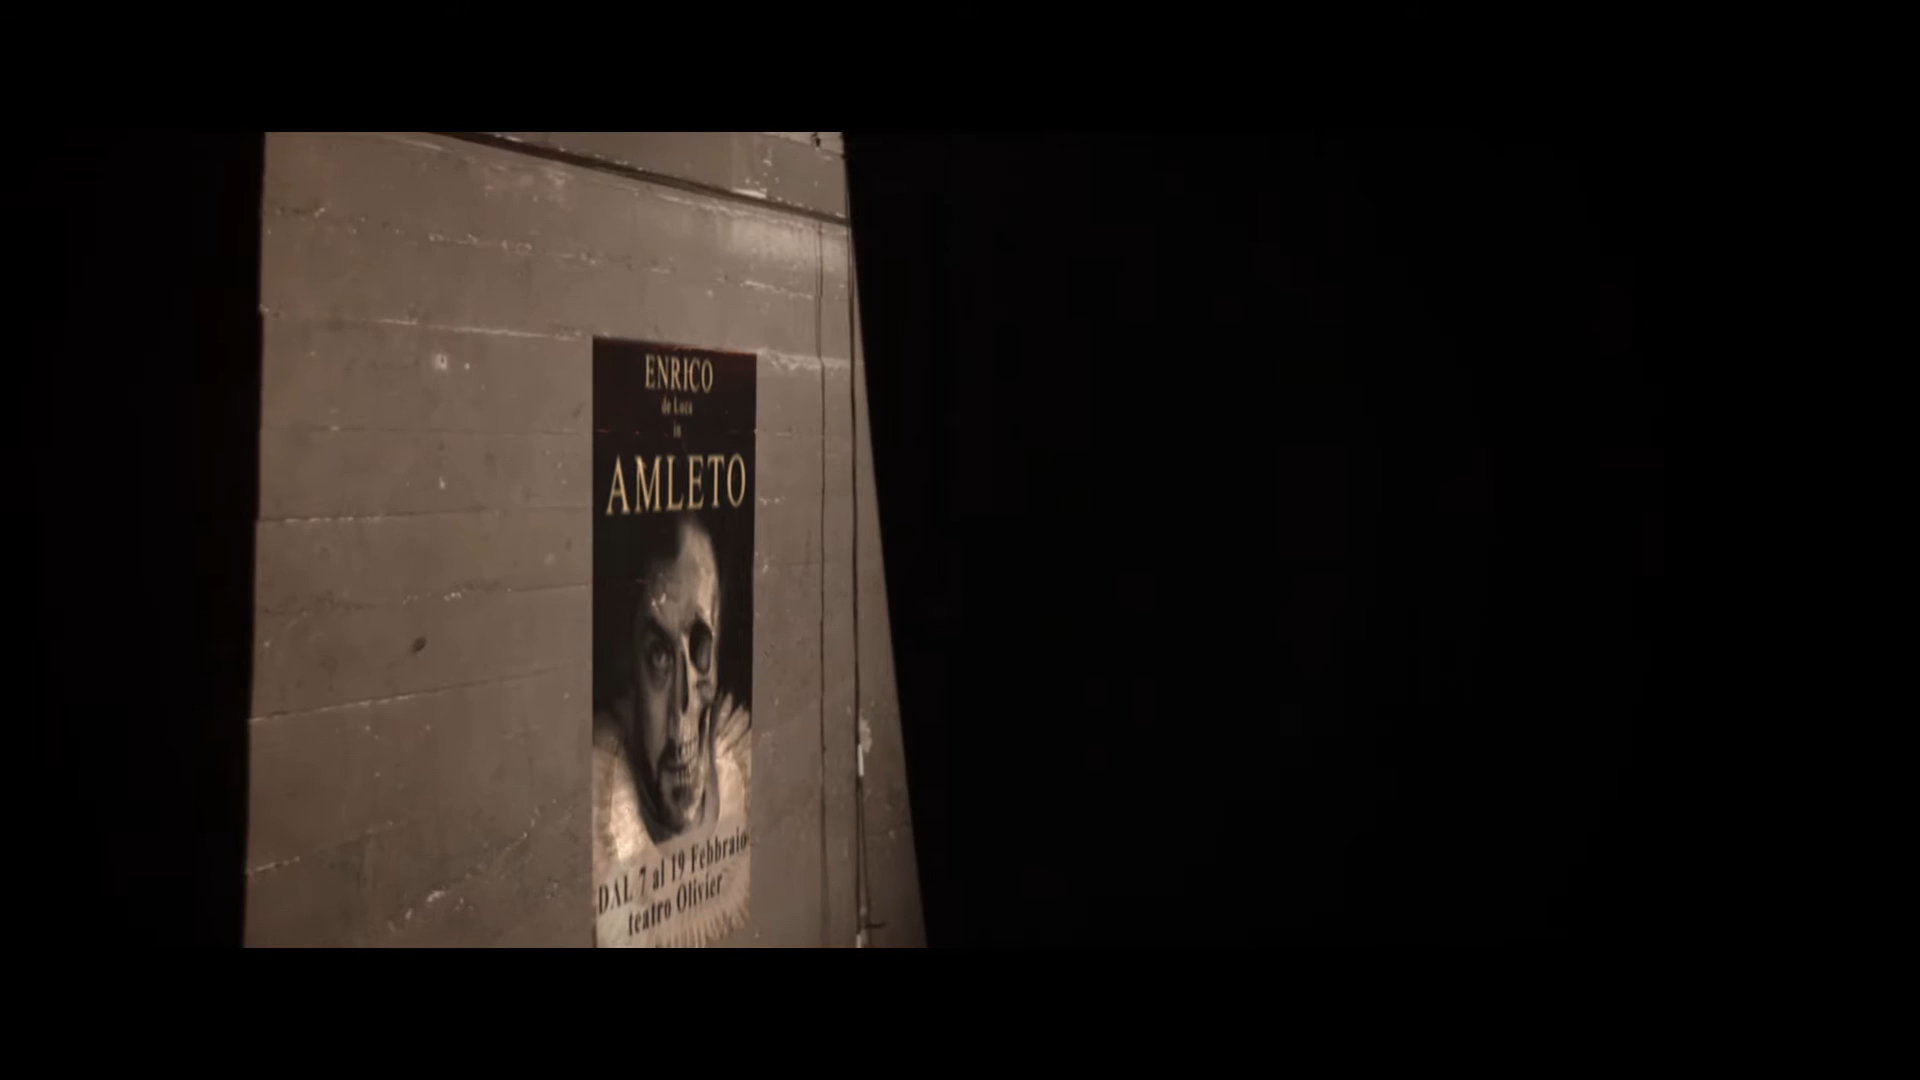 ENRICO
de Luca
in
AMLETO
DAL 7 al 19 Febbraio
teatro Olivier